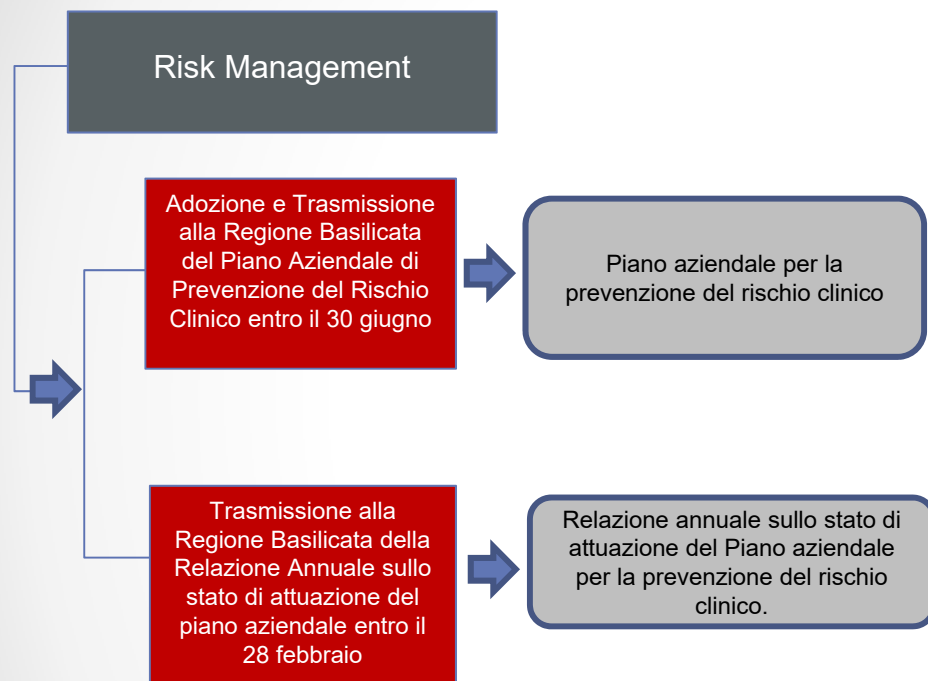 Risk Management
Adozione e Trasmissione
alla Regione Basilicata
del Piano Aziendale di
Prevenzione del Rischio
Clinico entro il 30 giugno
Piano aziendale per la
prevenzione del rischio clinico
Trasmissione alla
Regione Basilicata della
Relazione Annuale sullo
stato di attuazione del
piano aziendale entro il
28 febbraio
Relazione annuale sullo stato di
attuazione del Piano aziendale
per la prevenzione del rischio
clinico.